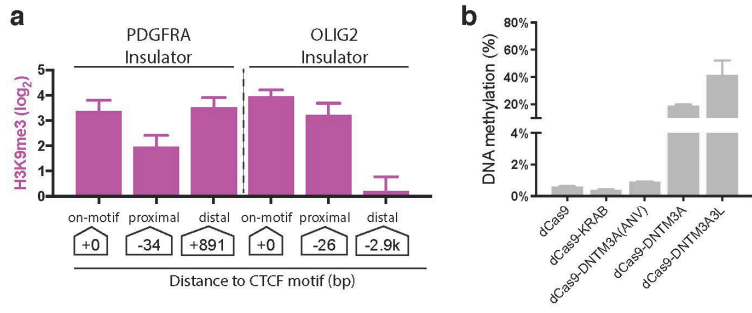 a
PDGFRA Insulator
OLIG2 Insulator
H3K9me3 (log2)
5
4
3
2
1
0
on-motif proximal distal on-motif proximal distal
+0 -34 +891 +0 -26 -2.9k
Distance to CTCF motif (bp)
b
DNA methylation (%)
80%
60%
40%
20%
4%
2%
0%
dCas9
dCas9-KRAB
dCas9-DNTM3A(ANV)
dCas9-DNTM3A
dCas9-DNTM3A3L